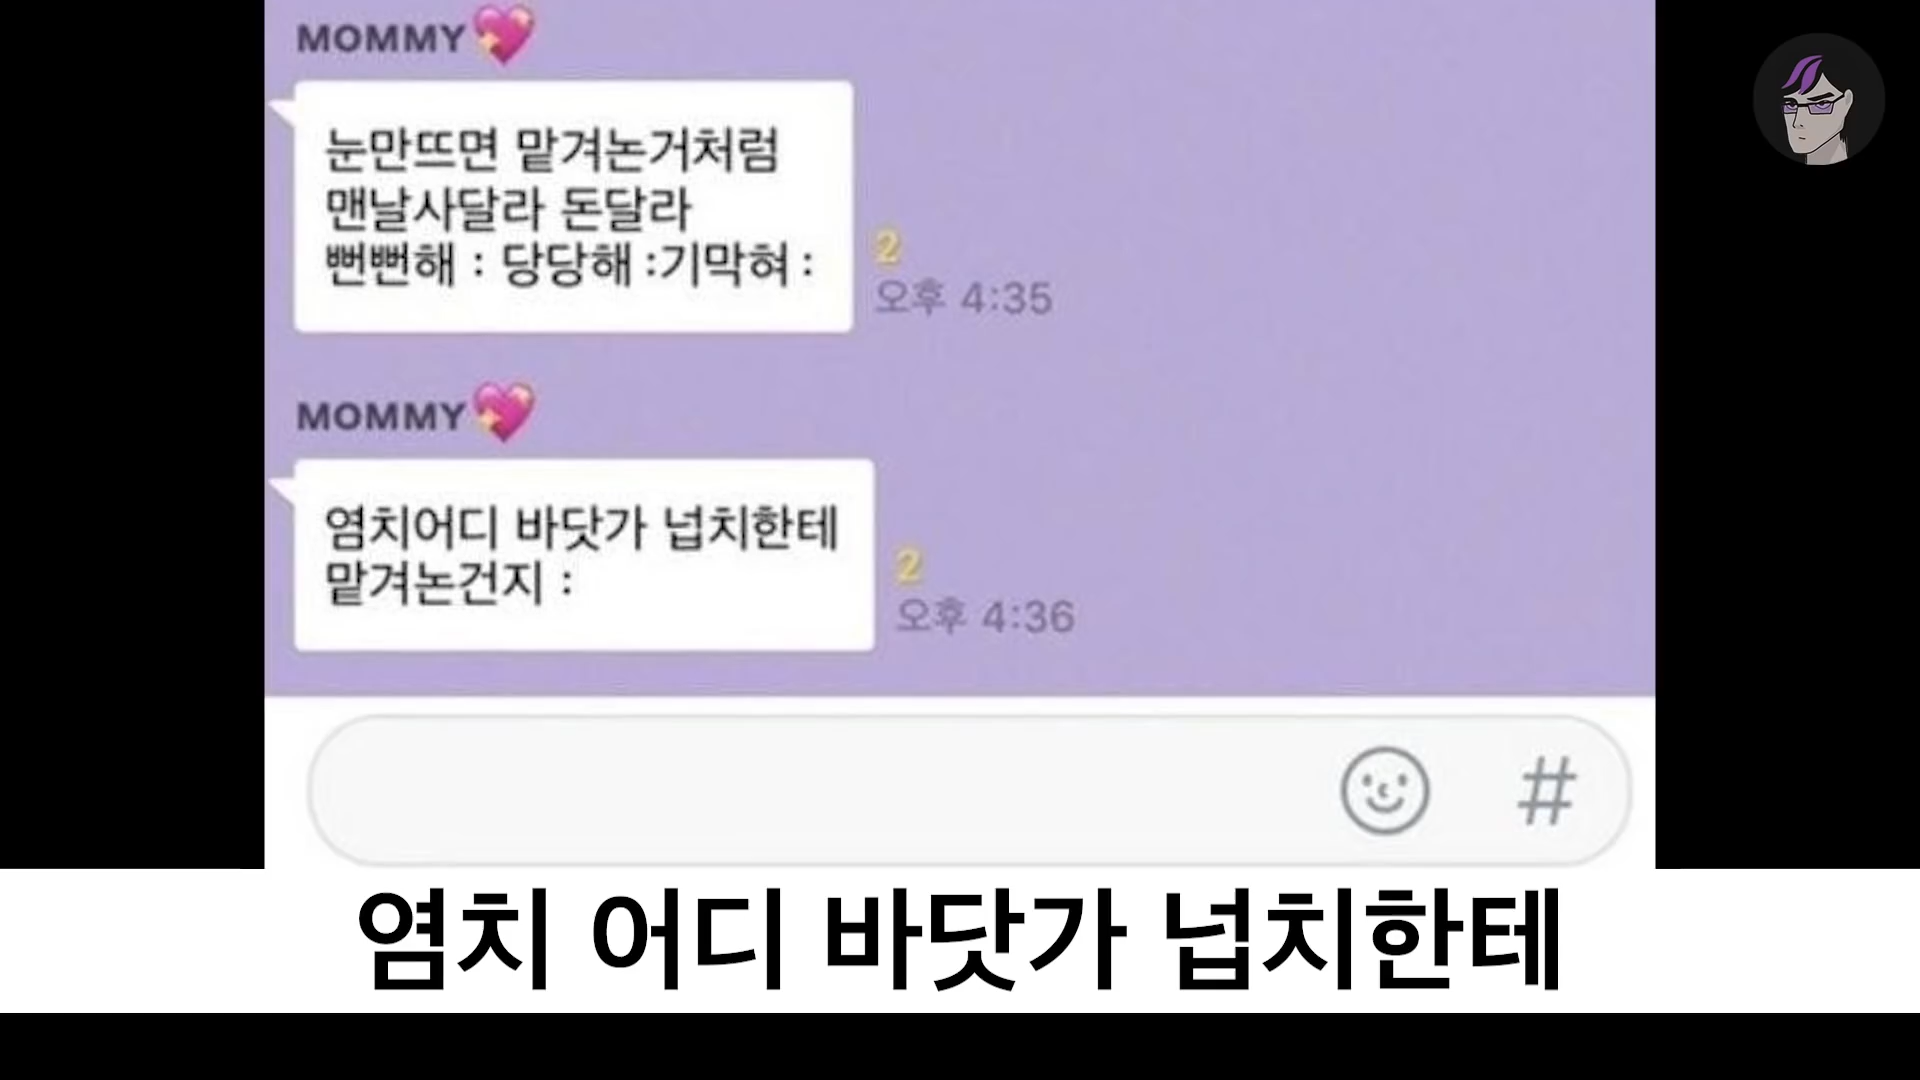 MOMMY💖
눈만뜨면 맡겨논거처럼
맨날사달라 돈달라
뻔뻔해 : 당당해 :기막혀 :
2
오후 4:35
MOMMY💖
염치어디 바닷가 넙치한테
맡겨논건지 :
2
오후 4:36
#
염치 어디 바닷가 넙치한테